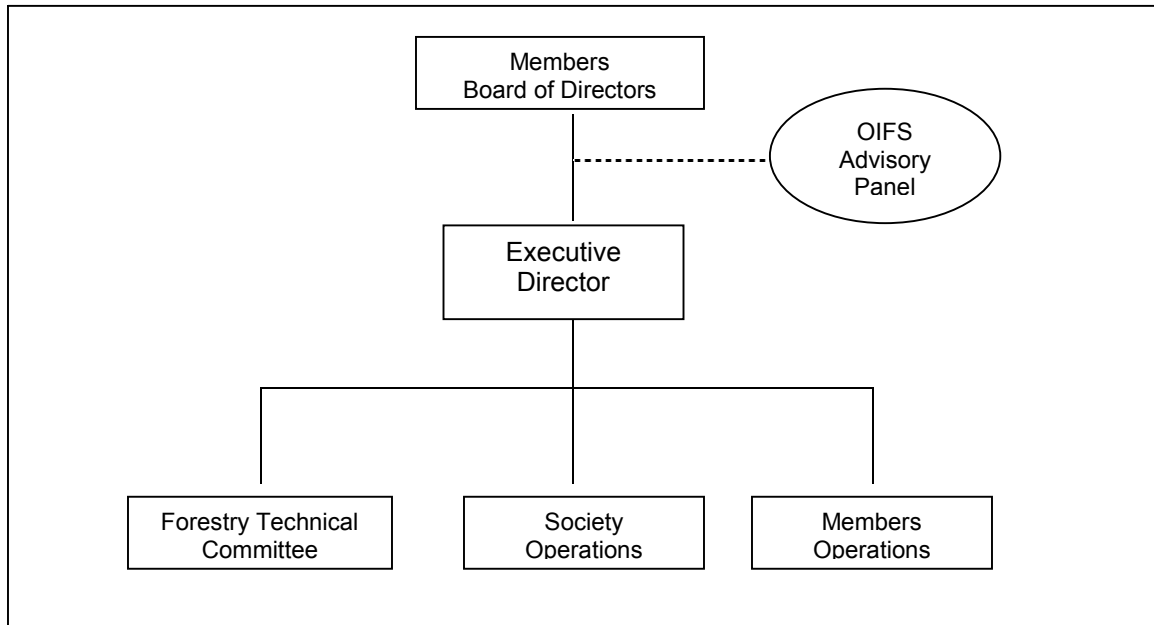 Members
Board of Directors
OIFS
Advisory
Panel
Executive
Director
Forestry Technical
Committee
Society
Operations
Members
Operations